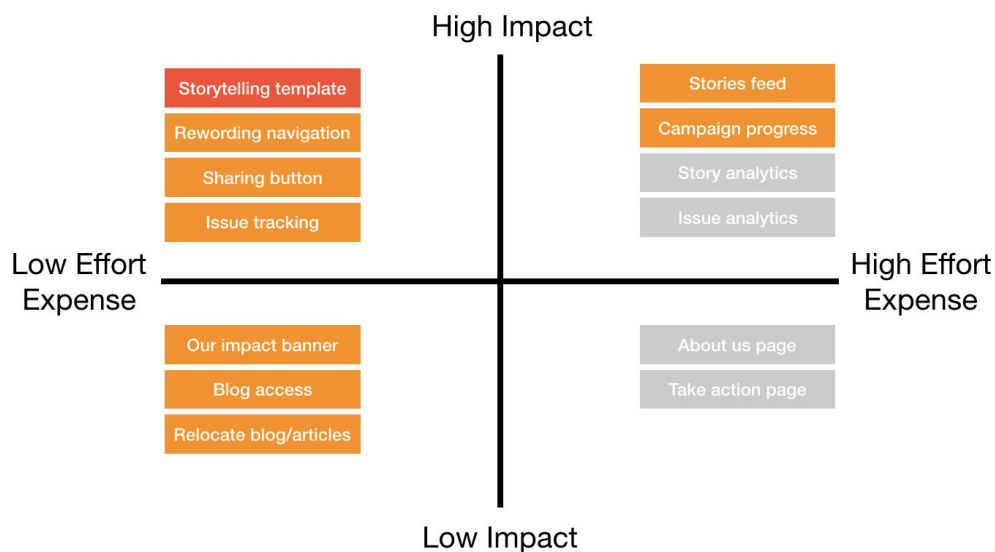 High Impact
Storytelling template
Rewording navigation
Sharing button
Issue tracking
Stories feed
Campaign progress
Story analytics
Issue analytics
Low Effort
Expense
High Effort
Expense
Our impact banner
Blog access
Relocate blog/articles
About us page
Take action page
Low Impact